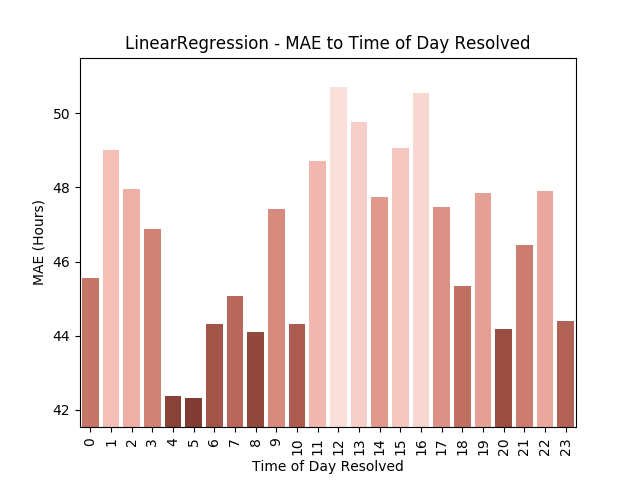 LinearRegression - MAE to Time of Day Resolved
MAE (Hours)
50
48
46
44
42
0 1 2 3 4 5 6 7 8 9 10 11 12 13 14 15 16 17 18 19 20 21 22 23
Time of Day Resolved